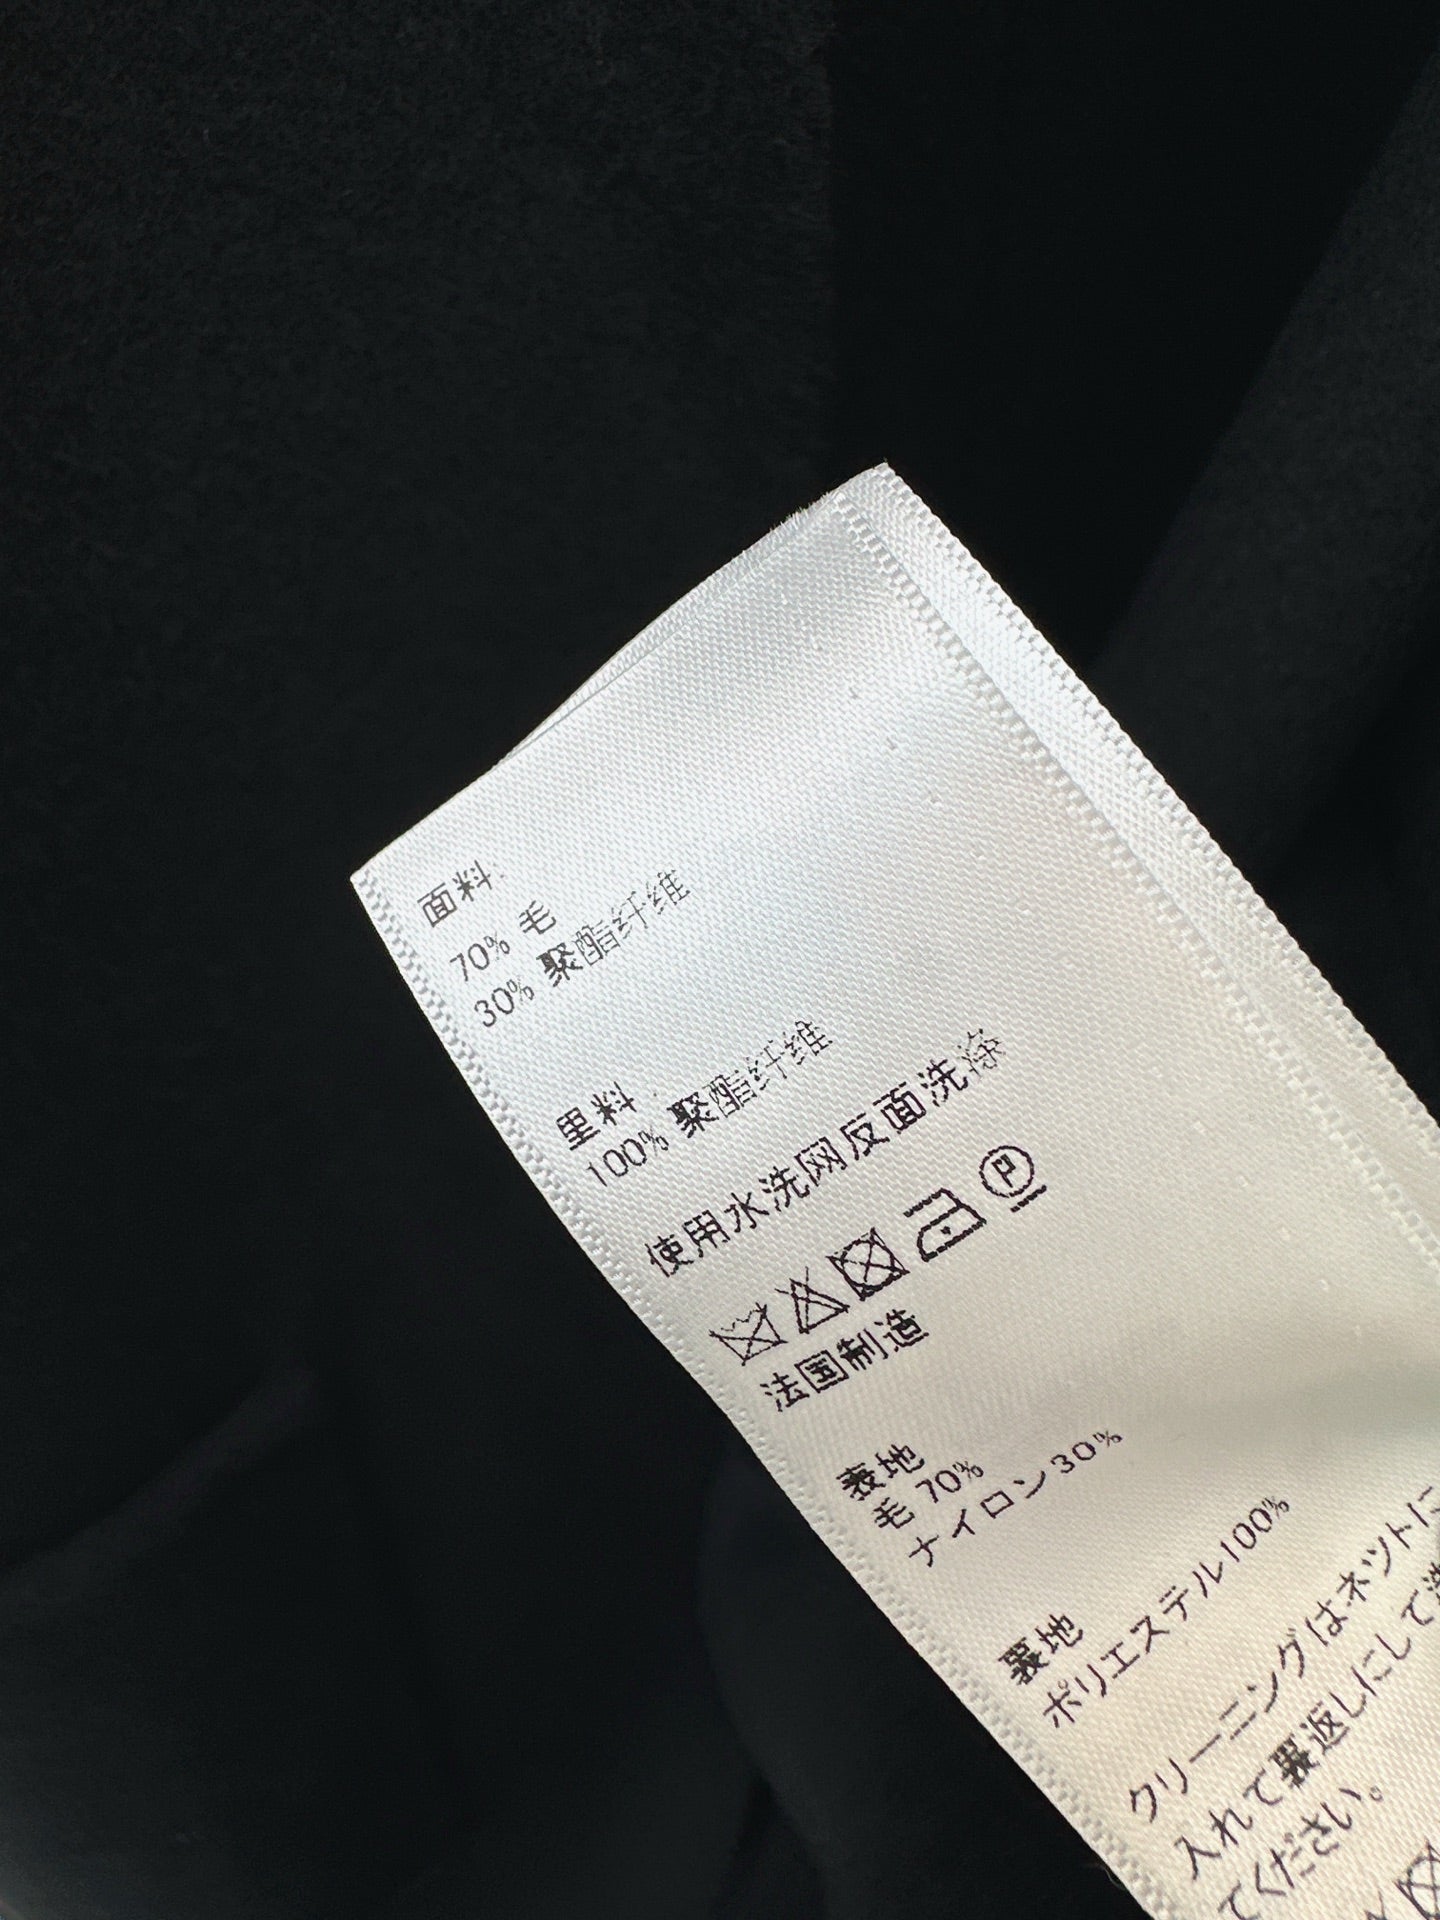 面料:
70% 毛
30% 聚酯纤维
里料:
100% 聚酯纤维
使用水洗网反面洗涤
法国制造
表地
毛 70%
ナイロン 30%
裏地
ポリエステル100%
クリーニングはネットに
入れて裏返しにして洗
てください。